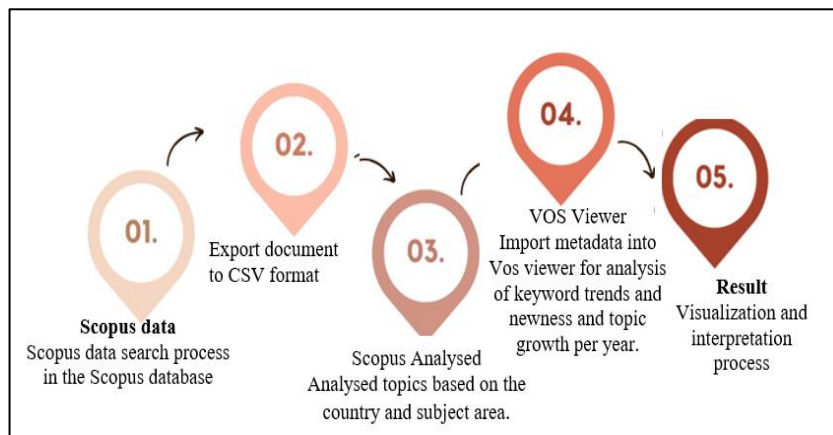 01.
Scopus data
Scopus data search process
in the Scopus database
02.
Export document
to CSV format
03.
Scopus Analysed
Analysed topics based on the
country and subject area.
04.
VOS Viewer
Import metadata into
Vos viewer for analysis
of keyword trends and
newness and topic
growth per year.
05.
Result
Visualization and
interpretation
process